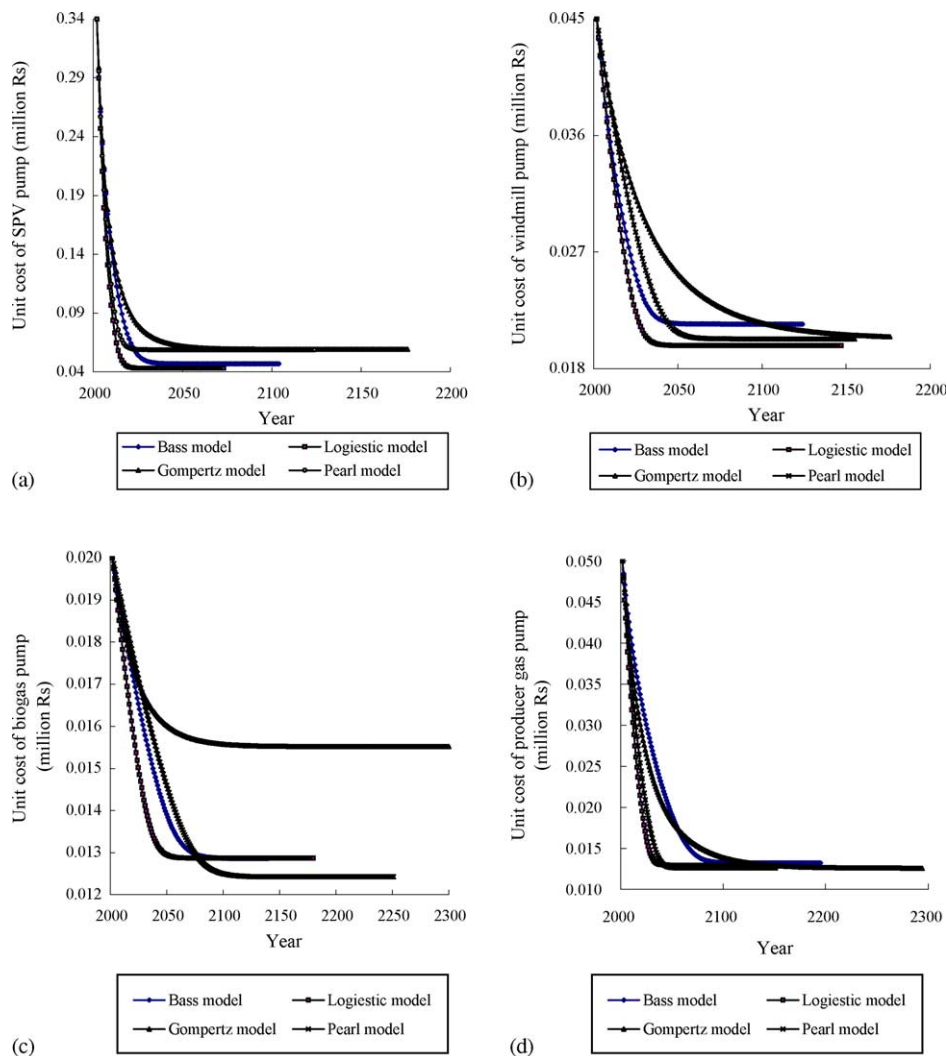 0.34
0.29
0.24
0.19
0.14
0.09
0.04
2000
2050
2100
2150
2200
Unit cost of SPV pump (million Rs)
Year
Bass model
Logiestic model
Gompertz model
Pearl model
(a)
0.045
0.036
0.027
0.018
2000
2050
2100
2150
2200
Unit cost of windmill pump (million Rs)
Year
Bass model
Logiestic model
Gompertz model
Pearl model
(b)
0.020
0.019
0.018
0.017
0.016
0.015
0.014
0.013
0.012
2000
2050
2100
2150
2200
2250
2300
Unit cost of biogas pump
(million Rs)
Year
Bass model
Logiestic model
Gompertz model
Pearl model
(c)
0.050
0.045
0.040
0.035
0.030
0.025
0.020
0.015
0.010
2000
2100
2200
2300
Unit cost of producer gas pump
(million Rs)
Year
Bass model
Logiestic model
Gompertz model
Pearl model
(d)